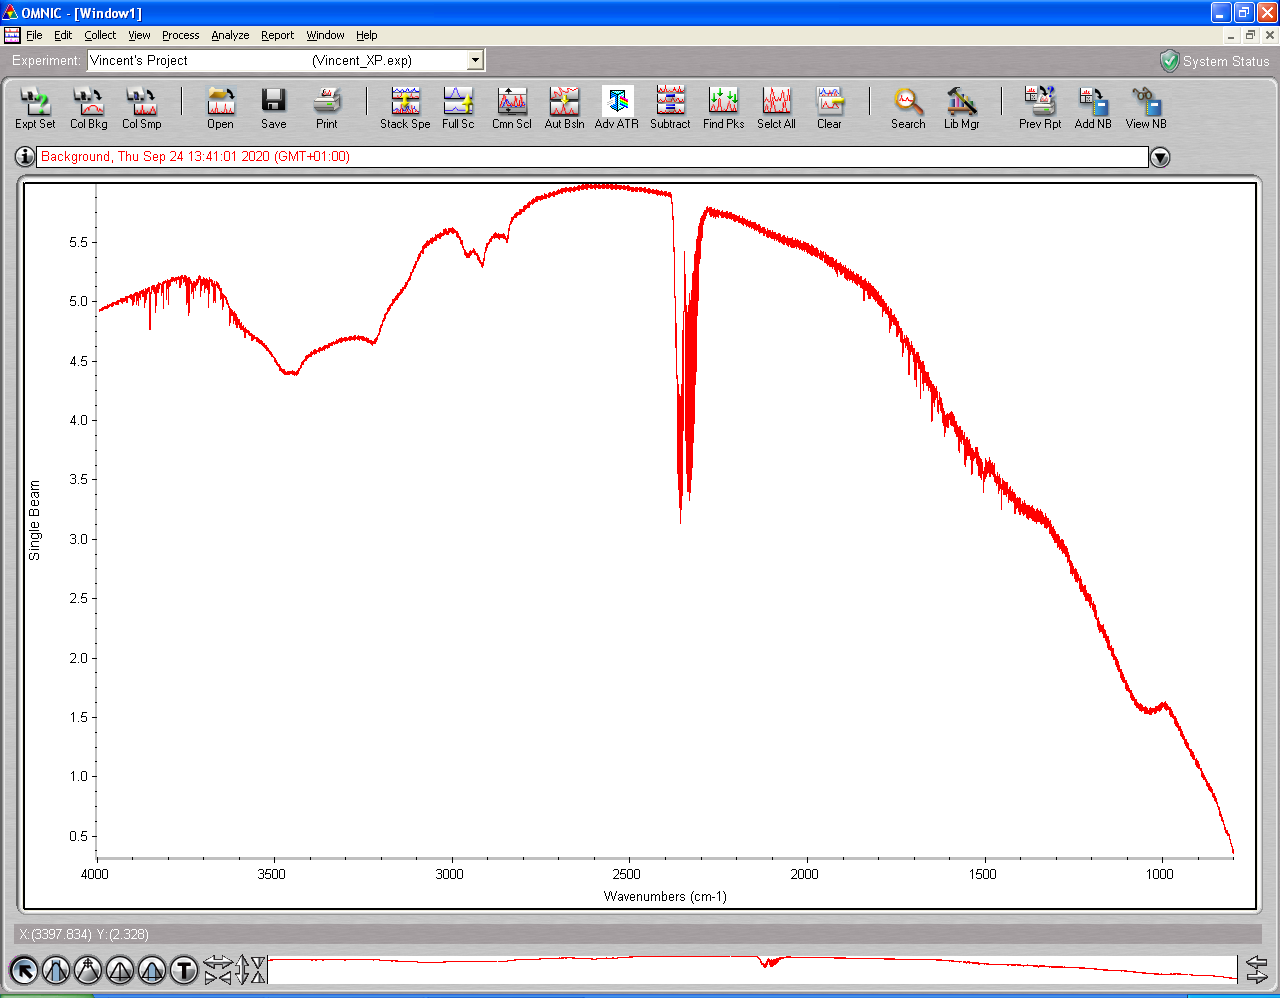 OMNIC - [Window1]
File Edit Collect View Process Analyze Report Window Help
Experiment: Vincent's Project (Vincent_XP.exp) System Status
Expt Set Col Bkg Col Smp Open Save Print Stack Spe Full Sc Cmn Scl Aut Bsln Adv ATR Subtract Find Pks Selct All Clear Search Lib Mgr Prev Rpt Add NB View NB
Background, Thu Sep 24 13:41:01 2020 (GMT+01:00)
5.5
5.0
4.5
4.0
3.5
3.0
2.5
2.0
1.5
1.0
0.5
Single Beam
4000 3500 3000 2500 2000 1500 1000
Wavenumbers (cm-1)
X:(3397.834) Y:(2.328)
T